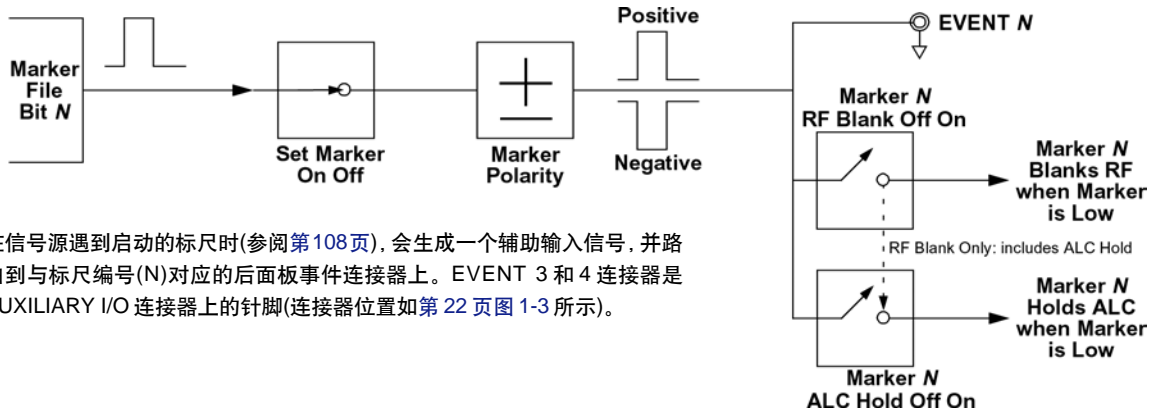 Marker
File
Bit N
Set Marker
On Off
Marker
Polarity
Positive
Negative
EVENT N
Marker N
RF Blank Off On
Marker N
Blanks RF
when Marker
is Low
RF Blank Only: includes ALC Hold
Marker N
Holds ALC
when Marker
is Low
Marker N
ALC Hold Off On
信号源遇到启动的标尺时(参阅第108页), 会生成一个辅助输入信号, 并路
到与标尺编号(N)对应的后面板事件连接器上。EVENT 3 和 4 连接器是
UXILIARY I/O 连接器上的针脚(连接器位置如第 22 页图 1-3 所示)。